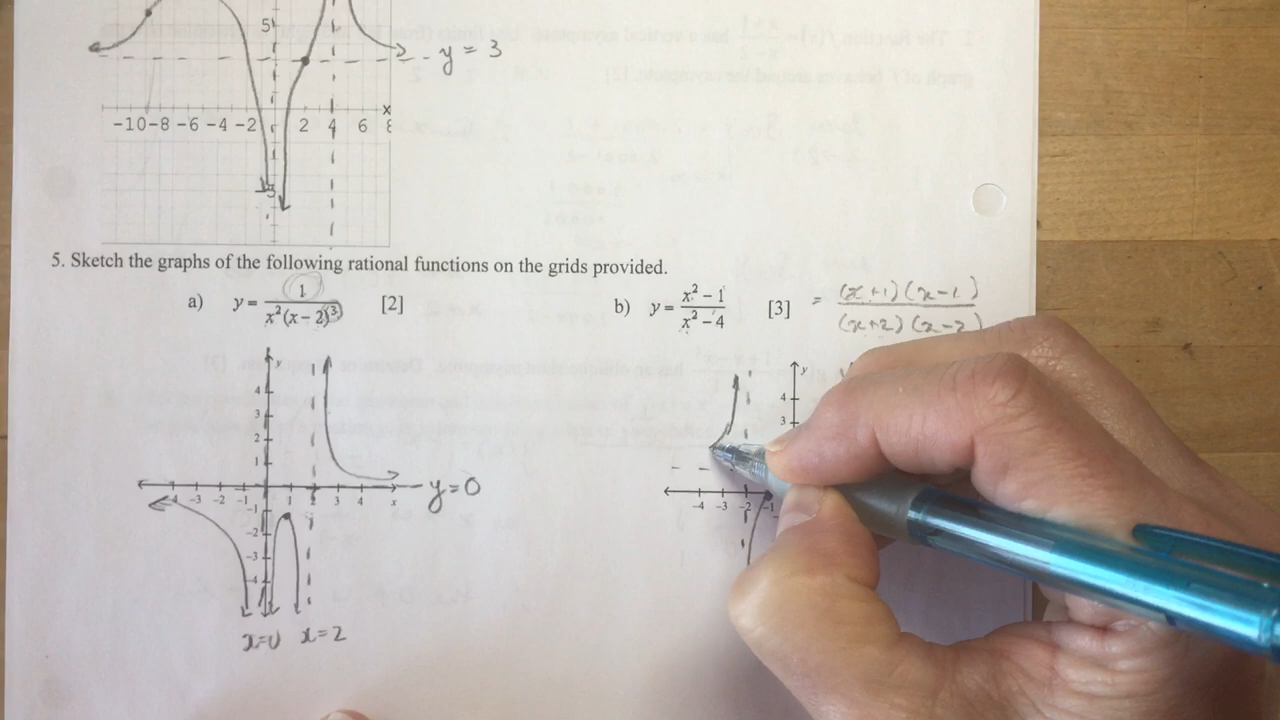 5
y = 3
x
-10 -8 -6 -4 -2 2 4 6 8
-5
5. Sketch the graphs of the following rational functions on the grids provided.
a) y = 1 / x²(x − 2)³ [2]
b) y = x² − 1 / x² − 4 [3] = (x+1)(x−1) / (x+2)(x−2)
y
4
3
2
1
-4 -3 -2 -1 1 2 3 4 x
-1
-2
-3
-4
y=0
x=0 x=2
y
4
3
-4 -3 -2 -1